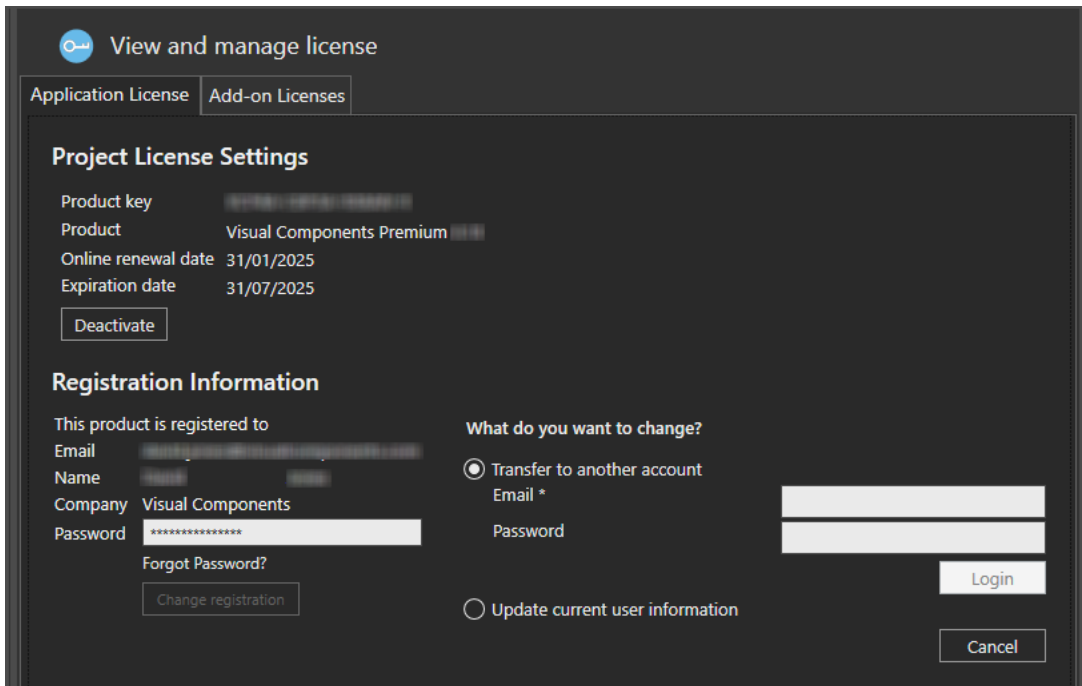 View and manage license
Application License
Add-on Licenses
Project License Settings
Product key
Product Visual Components Premium
Online renewal date 31/01/2025
Expiration date 31/07/2025
Deactivate
Registration Information
This product is registered to
Email
Name
Company Visual Components
Password ***************
Forgot Password?
Change registration
What do you want to change?
Transfer to another account
Email *
Password
Login
Update current user information
Cancel